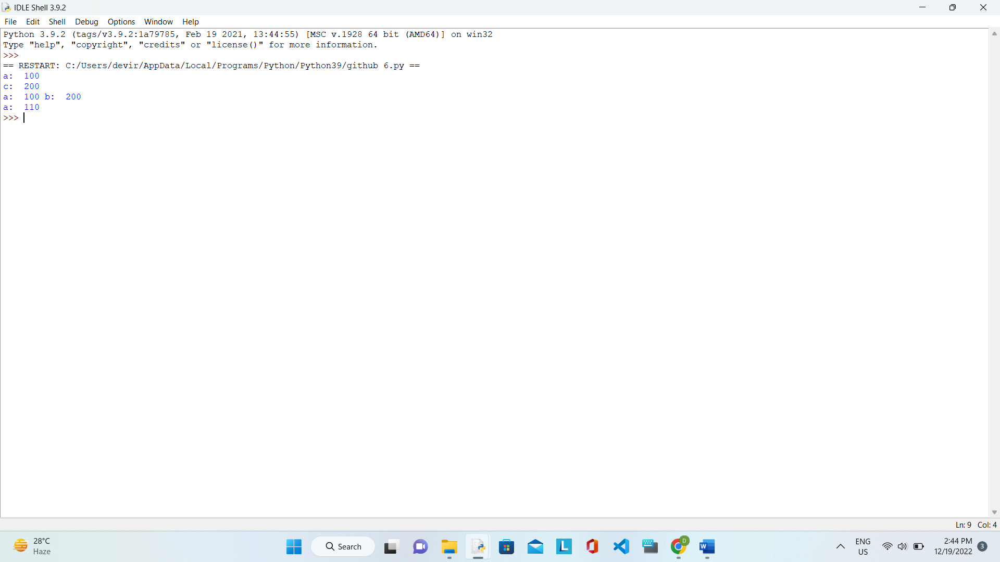 IDLE Shell 3.9.2
File Edit Shell Debug Options Window Help
Python 3.9.2 (tags/v3.9.2:1a79785, Feb 19 2021, 13:44:55) [MSC v.1928 64 bit (AMD64)] on win32
Type "help", "copyright", "credits" or "license()" for more information.
>>>
== RESTART: C:/Users/devir/AppData/Local/Programs/Python/Python39/github 6.py ==
a:  100
c:  200
a:  100 b:  200
a:  110
>>>
Ln: 9 Col: 4
28°C
Haze
Search
L
D
W
ENG
US
2:44 PM
12/19/2022
3